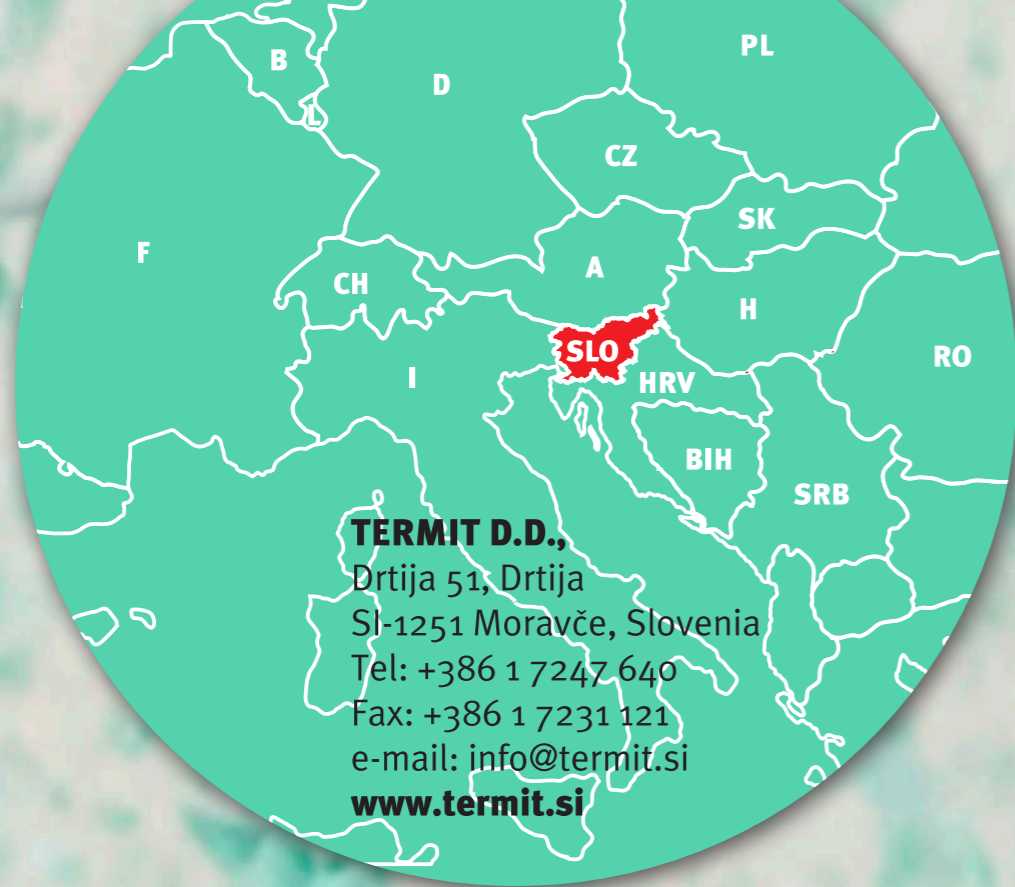 PL
B
D
L
CZ
SK
F
A
CH
H
SLO
RO
I
HRV
BIH
SRB
TERMIT D.D.,
Drtija 51, Drtija
SI-1251 Moravče, Slovenia
Tel: +386 1 7247 640
Fax: +386 1 7231 121
e-mail: info@termit.si
www.termit.si